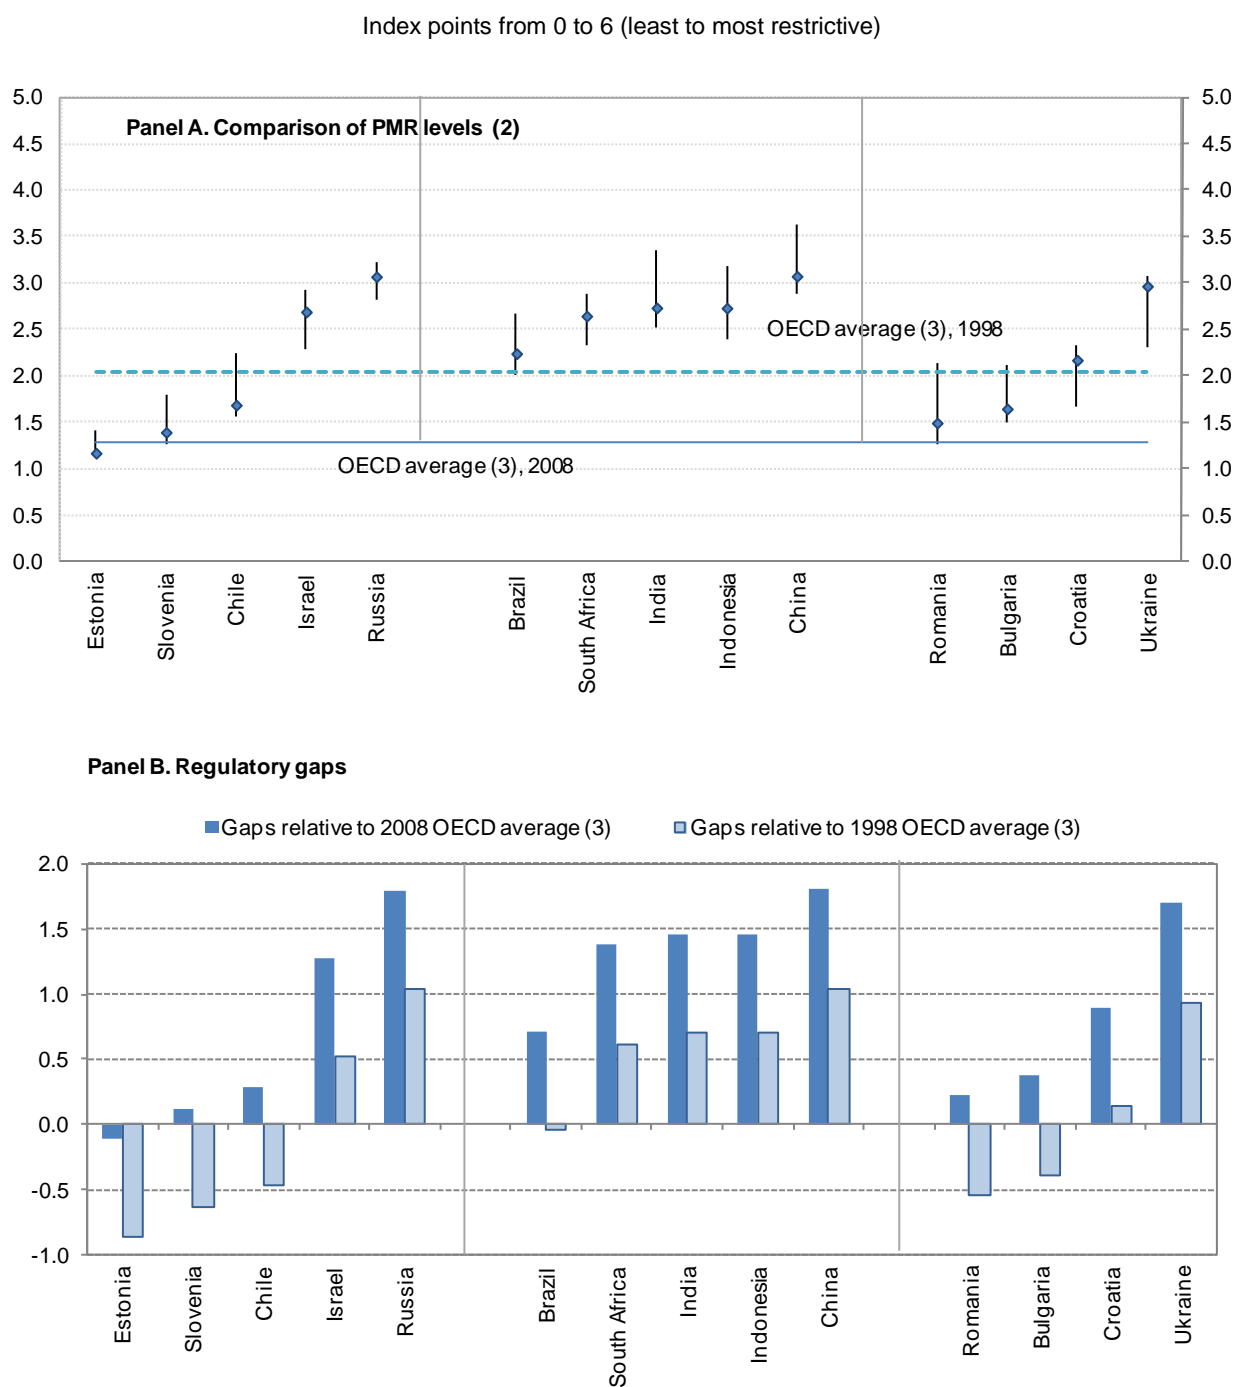 Index points from 0 to 6 (least to most restrictive)
5.0 5.0
Panel A. Comparison of PMR levels (2)
4.5 4.5
4.0 4.0
3.5 3.5
3.0 3.0
OECD average (3), 1998
2.5 2.5
2.0 2.0
1.5 1.5
OECD average (3), 2008
1.0 1.0
0.5 0.5
0.0 0.0
Estonia
Slovenia
Chile
Israel
Russia
Brazil
South Africa
India
Indonesia
China
Romania
Bulgaria
Croatia
Ukraine
Panel B. Regulatory gaps
Gaps relative to 2008 OECD average (3) Gaps relative to 1998 OECD average (3)
2.0
1.5
1.0
0.5
0.0
-0.5
-1.0
Estonia
Slovenia
Chile
Israel
Russia
Brazil
South Africa
India
Indonesia
China
Romania
Bulgaria
Croatia
Ukraine